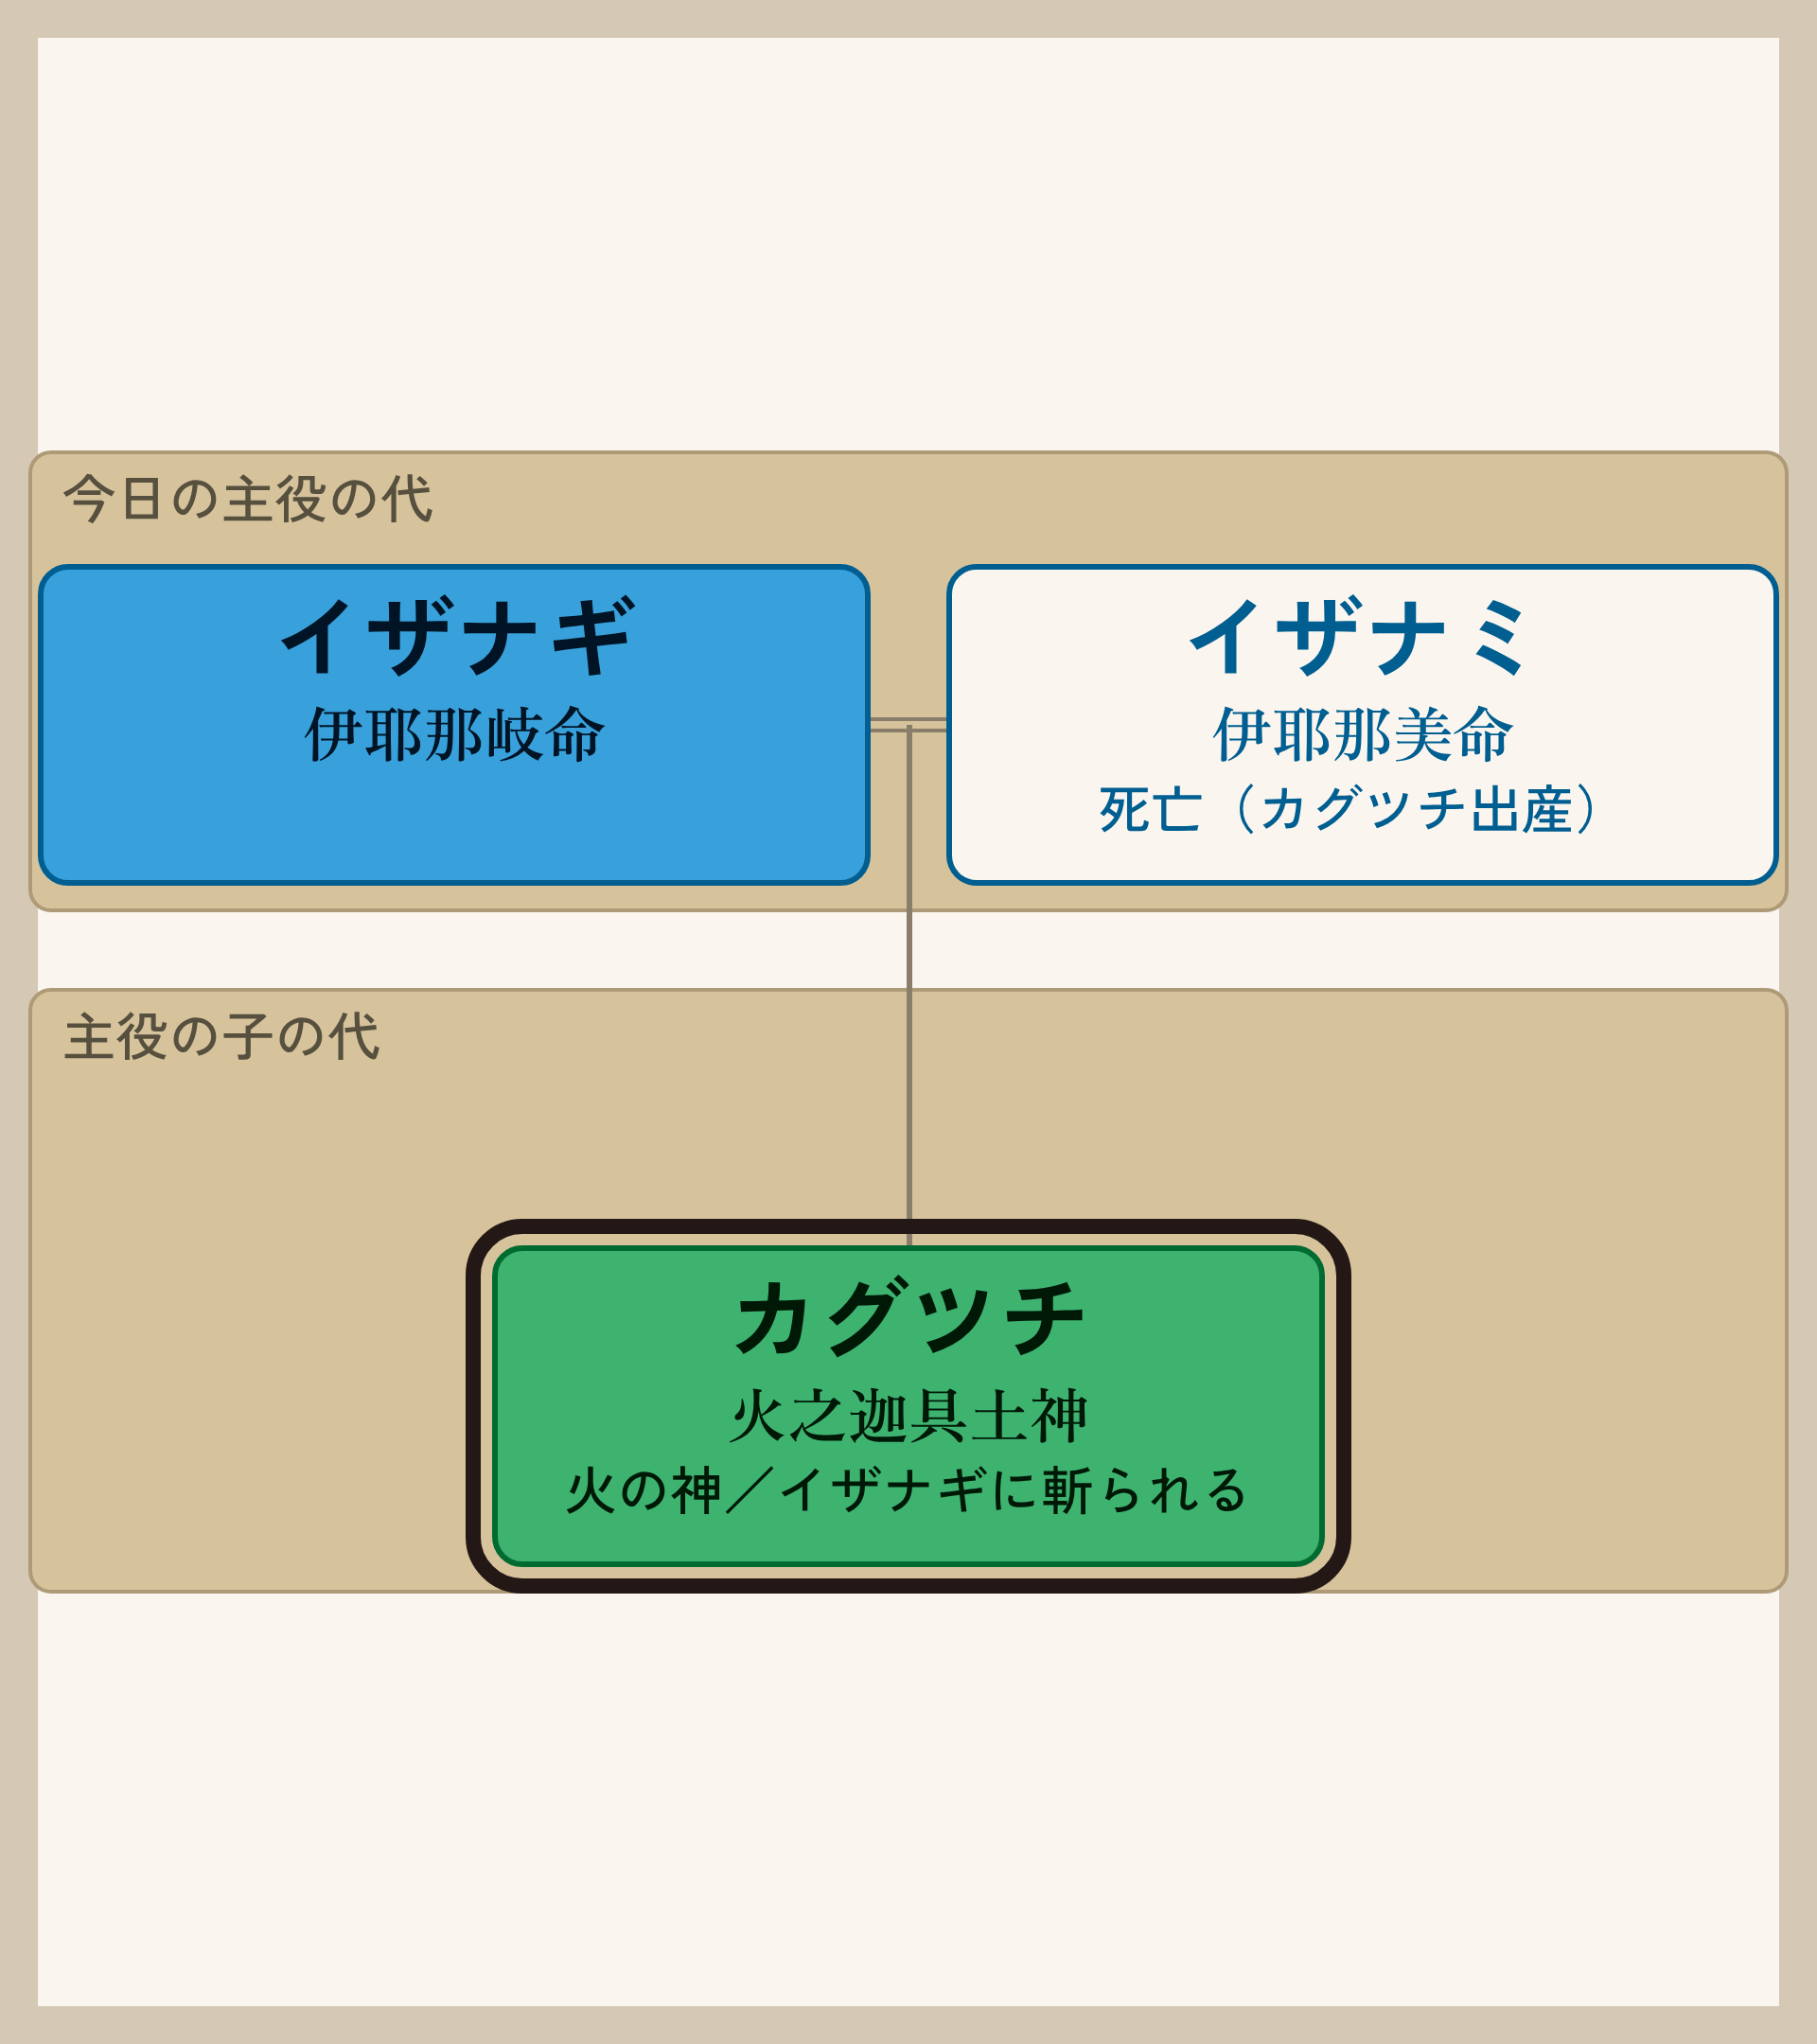 今日の主役の代
イザナギ
伊耶那岐命
イザナミ
伊耶那美命
死亡（カグツチ出産）
主役の子の代
カグツチ
火之迦具土神
火の神／イザナギに斬られる